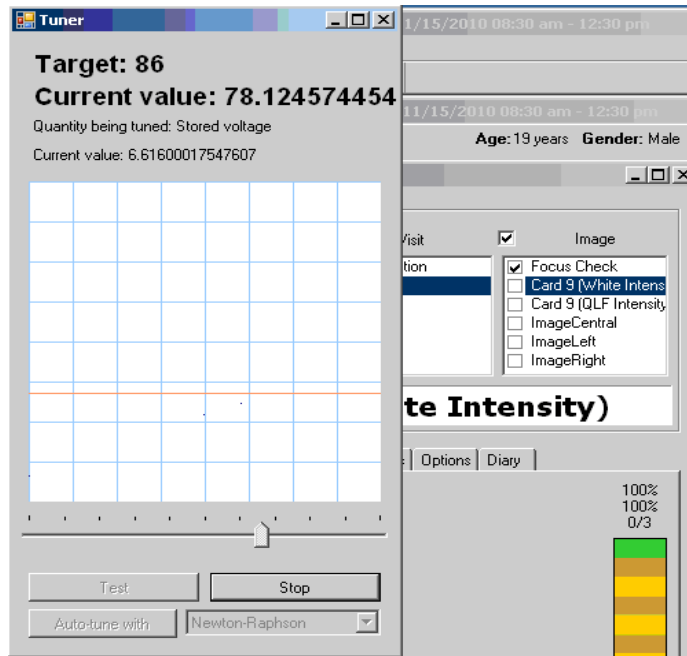 Tuner
Target: 86
Current value: 78.124574454
Quantity being tuned: Stored voltage
Current value: 6.61600017547607
Test
Stop
Auto-tune with
Newton-Raphson
1/15/2010 08:30 am - 12:30 pm
11/15/2010 08:30 am - 12:30 pm
Age: 19 years Gender: Male
Visit
Image
tion
Focus Check
Card 9 (White Intens
Card 9 (QLF Intensity
ImageCentral
ImageLeft
ImageRight
te Intensity)
Options
Diary
100%
100%
0/3